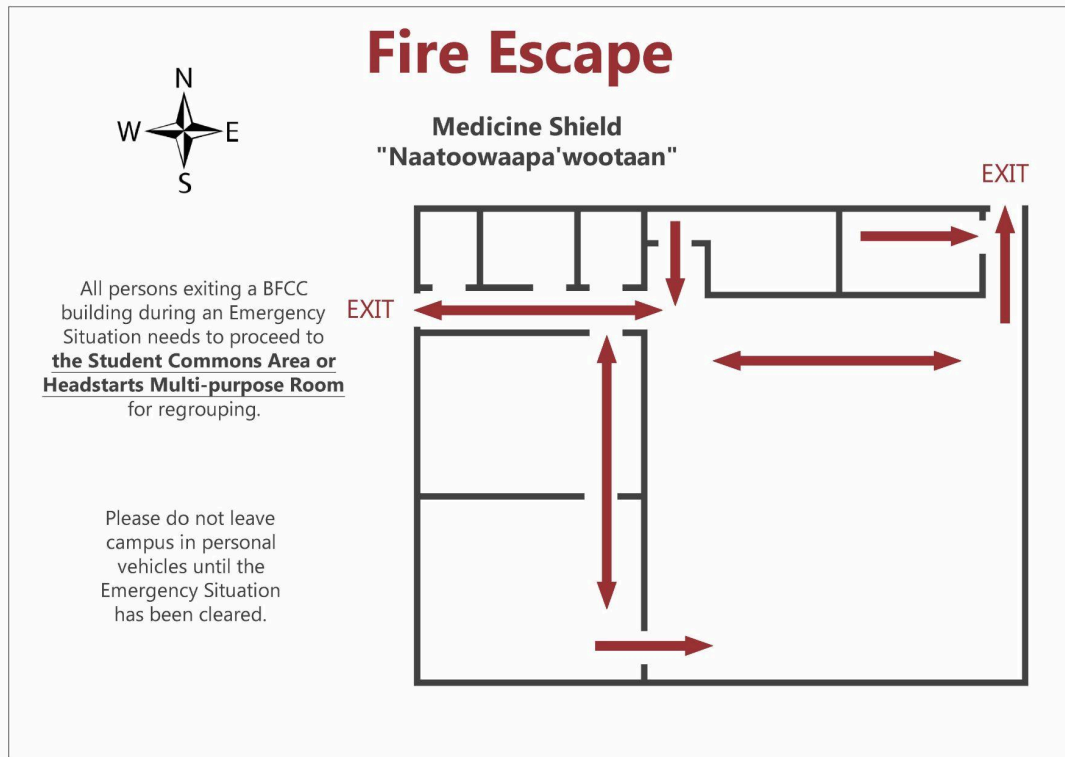 Fire Escape
N
W E
S
Medicine Shield
"Naatoowaapa'wootaan"
EXIT
All persons exiting a BFCC
building during an Emergency
Situation needs to proceed to
the Student Commons Area or
Headstarts Multi-purpose Room
for regrouping.
EXIT
Please do not leave
campus in personal
vehicles until the
Emergency Situation
has been cleared.